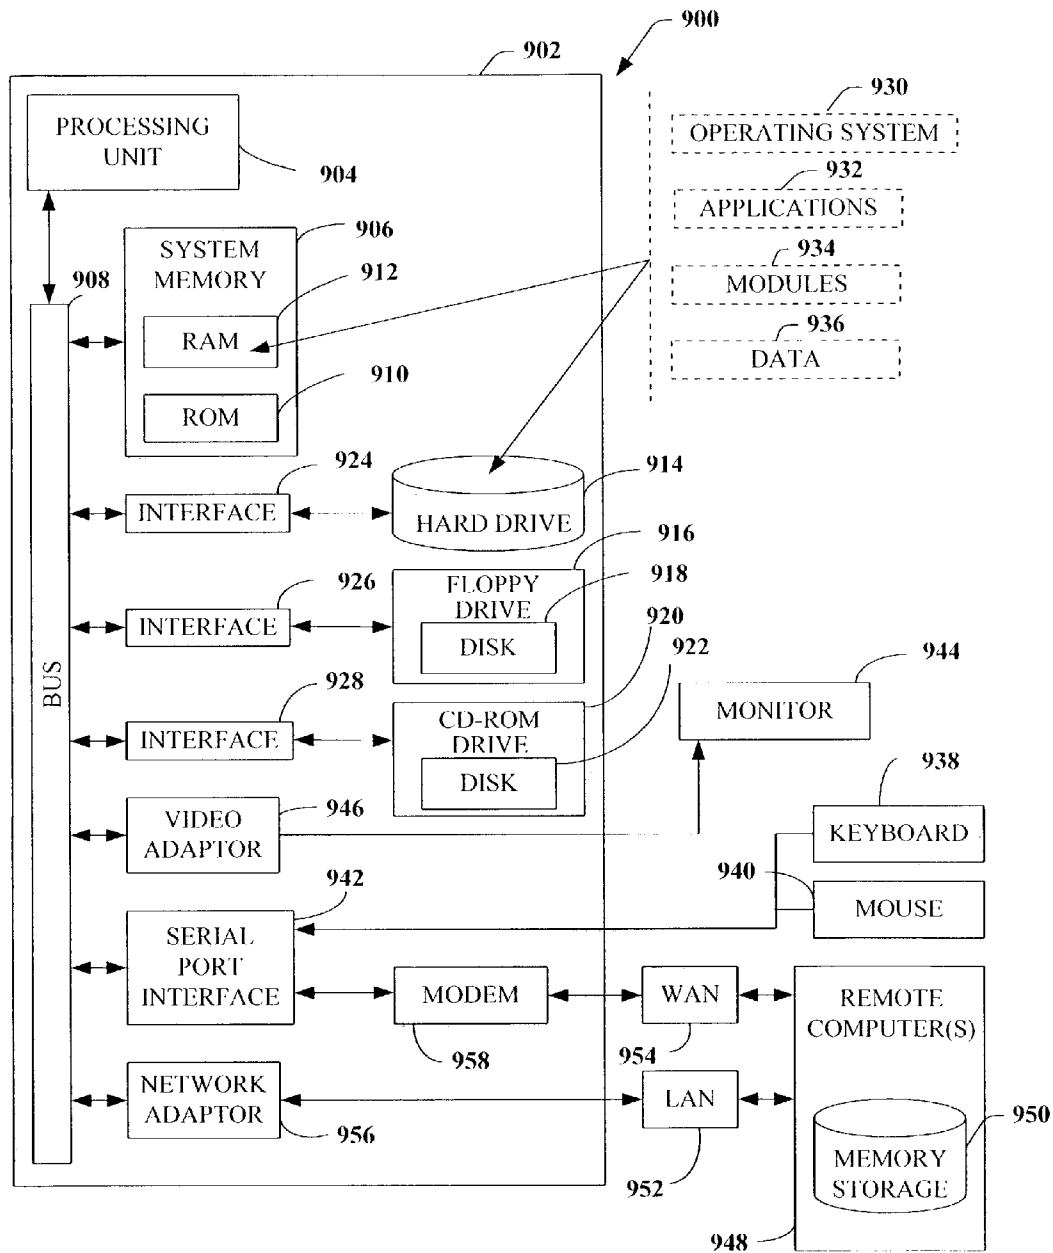 900
902
930
PROCESSING
UNIT
OPERATING SYSTEM
904
932
APPLICATIONS
906
SYSTEM
MEMORY
934
912
908
MODULES
936
RAM
DATA
910
ROM
924
914
INTERFACE
HARD DRIVE
916
926
FLOPPY
DRIVE
918
920
INTERFACE
DISK
922
944
BUS
928
MONITOR
CD-ROM
DRIVE
INTERFACE
938
DISK
946
VIDEO
ADAPTOR
KEYBOARD
942
940
MOUSE
SERIAL
PORT
INTERFACE
MODEM
WAN
REMOTE
COMPUTER(S)
958
954
NETWORK
ADAPTOR
LAN
950
956
MEMORY
STORAGE
952
948